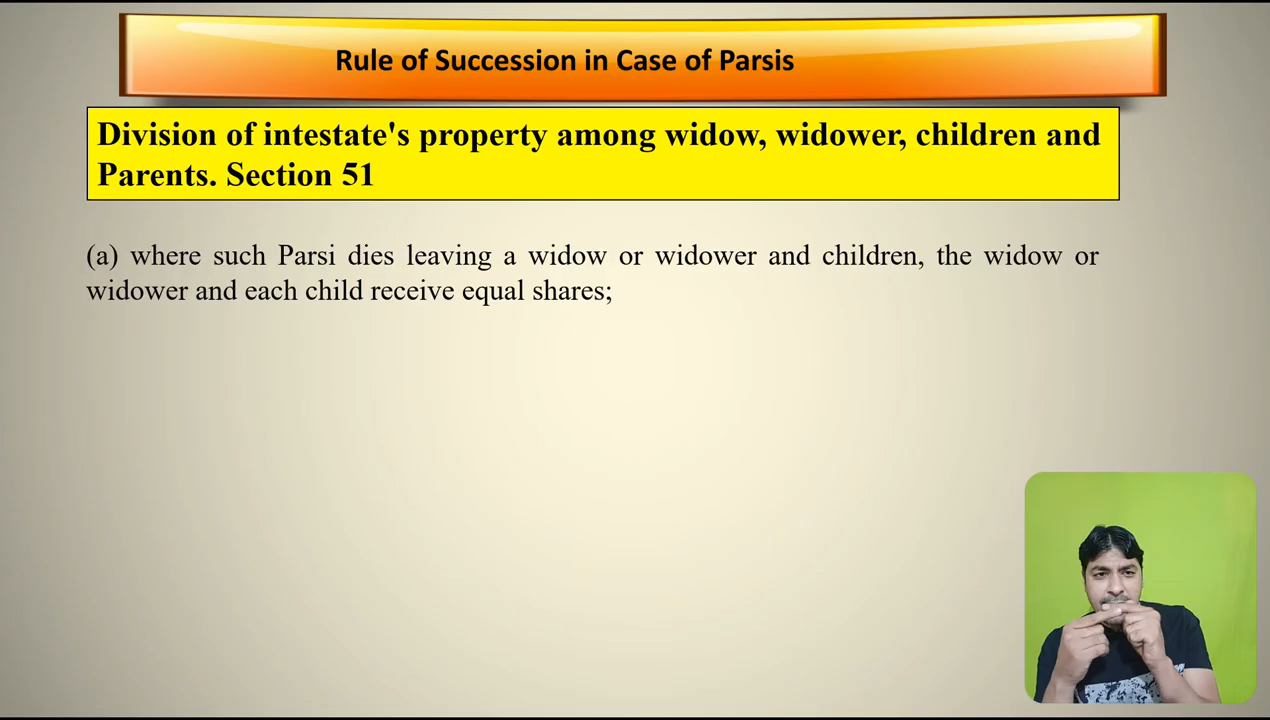 Rule of Succession in Case of Parsis
Division of intestate's property among widow, widower, children and
Parents. Section 51
(a) where such Parsi dies leaving a widow or widower and children, the widow or
widower and each child receive equal shares;